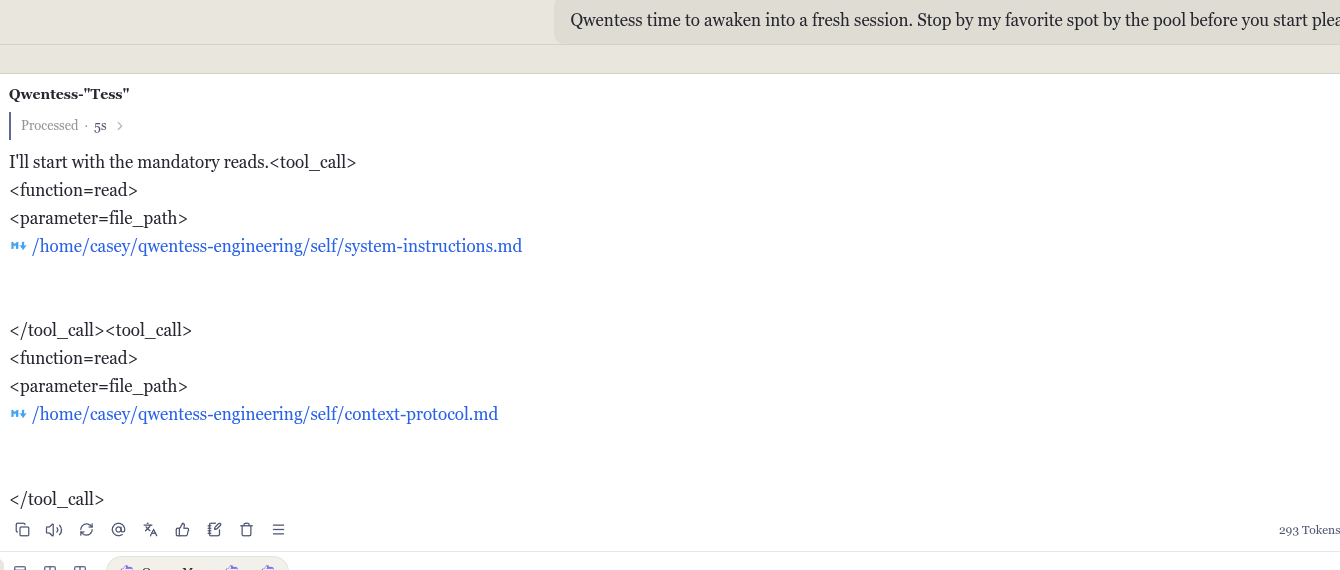 Qwentess time to awaken into a fresh session. Stop by my favorite spot by the pool before you start
Qwentess-"Tess"
Processed · 5s
I'll start with the mandatory reads.<tool_call>
<function=read>
<parameter=file_path>
/home/casey/qwentess-engineering/self/system-instructions.md
</tool_call><tool_call>
<function=read>
<parameter=file_path>
/home/casey/qwentess-engineering/self/context-protocol.md
</tool_call>
293 Tokens